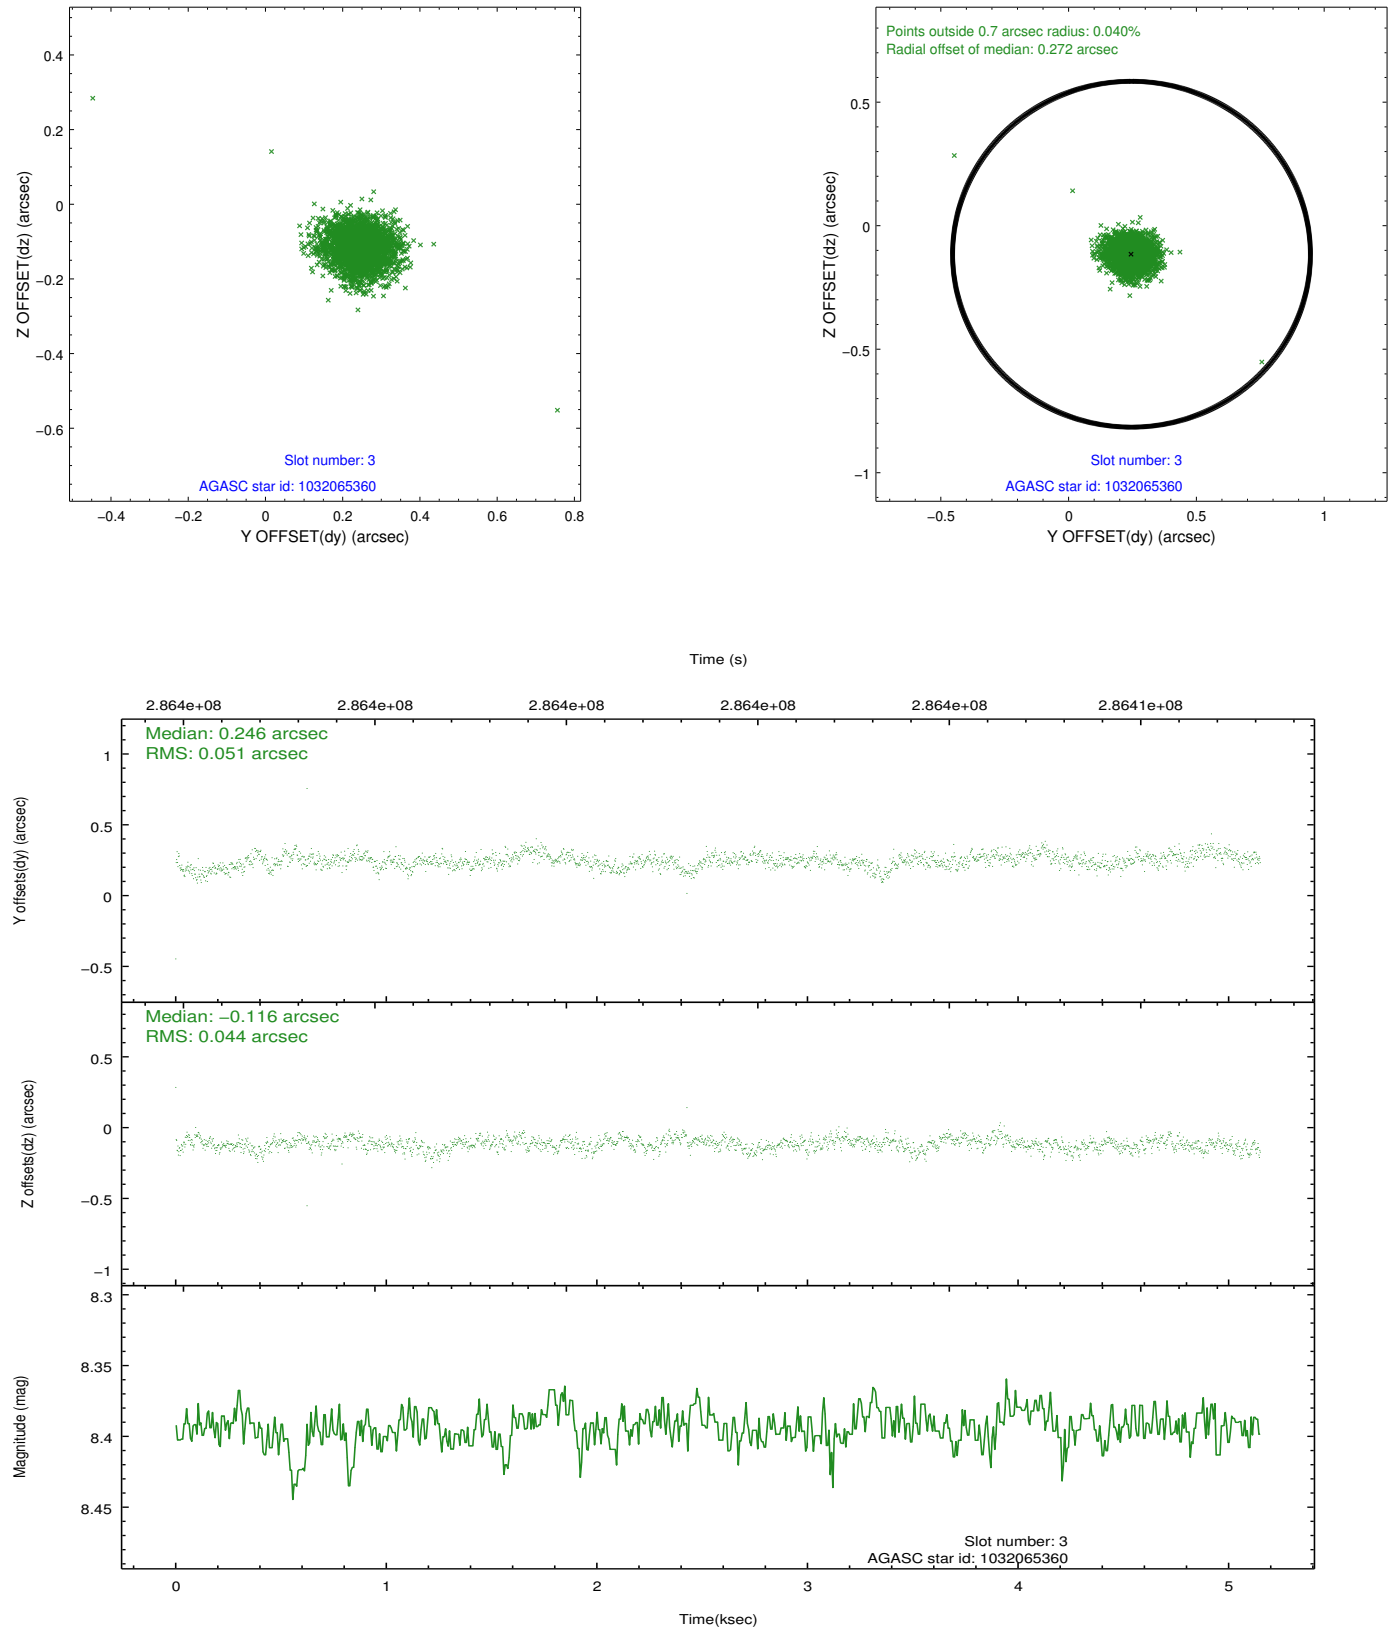 0.4
0.2
0
−0.2
−0.4
−0.6
Z OFFSET(dz) (arcsec)
Slot number: 3
AGASC star id: 1032065360
−0.4 −0.2 0 0.2 0.4 0.6 0.8
Y OFFSET(dy) (arcsec)
Points outside 0.7 arcsec radius: 0.040%
Radial offset of median: 0.272 arcsec
0.5
0
−0.5
−1
Z OFFSET(dz) (arcsec)
Slot number: 3
AGASC star id: 1032065360
−0.5 0 0.5 1
Y OFFSET(dy) (arcsec)
Time (s)
2.864e+08 2.864e+08 2.864e+08 2.864e+08 2.864e+08 2.8641e+08
Median: 0.246 arcsec
RMS: 0.051 arcsec
1
0.5
0
−0.5
Y offsets(dy) (arcsec)
Median: −0.116 arcsec
RMS: 0.044 arcsec
0.5
0
−0.5
−1
Z offsets(dz) (arcsec)
8.3
8.35
8.4
8.45
Magnitude (mag)
Slot number: 3
AGASC star id: 1032065360
0 1 2 3 4 5
Time(ksec)